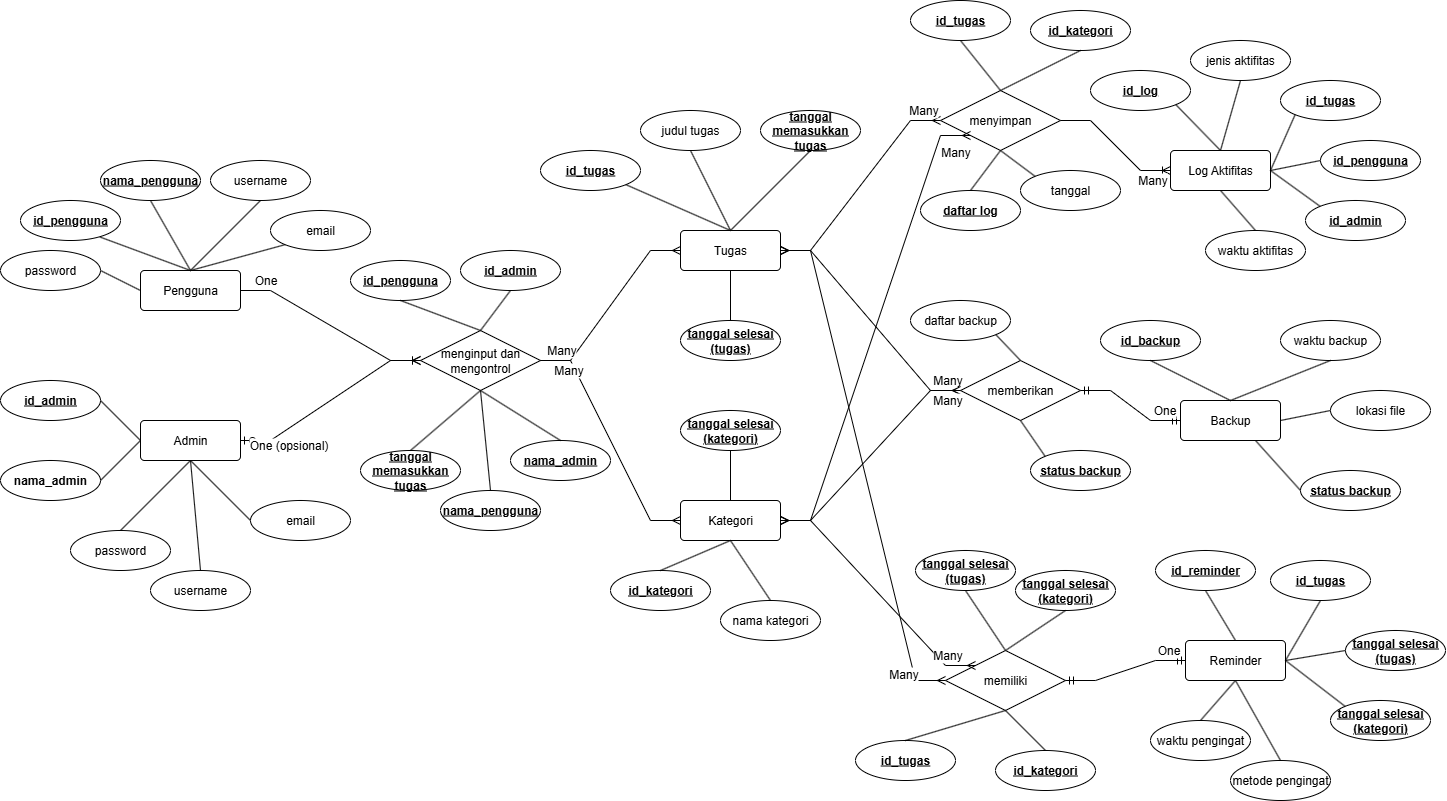 id_tugas
id_kategori
jenis aktifitas
id_log
id_tugas
Many
menyimpan
Many
Log Aktifitas
id_pengguna
Many
daftar log
tanggal
id_admin
waktu aktifitas
judul tugas
tanggal
memasukkan
tugas
id_tugas
Tugas
tanggal selesai
(tugas)
nama_pengguna
username
id_pengguna
email
password
Pengguna
One
id_pengguna
id_admin
menginput dan
mengontrol
Many
Many
id_admin
Admin
One (opsional)
nama_admin
tanggal
memasukkan
tugas
nama_admin
nama_pengguna
password
email
username
tanggal selesai
(kategori)
Kategori
id_kategori
nama kategori
daftar backup
Many
Many
memberikan
status backup
id_backup
waktu backup
One
Backup
lokasi file
status backup
tanggal selesai
(tugas)
tanggal selesai
(kategori)
Many
Many
memiliki
id_tugas
id_kategori
id_reminder
id_tugas
One
Reminder
tanggal selesai
(tugas)
tanggal selesai
(kategori)
waktu pengingat
metode pengingat